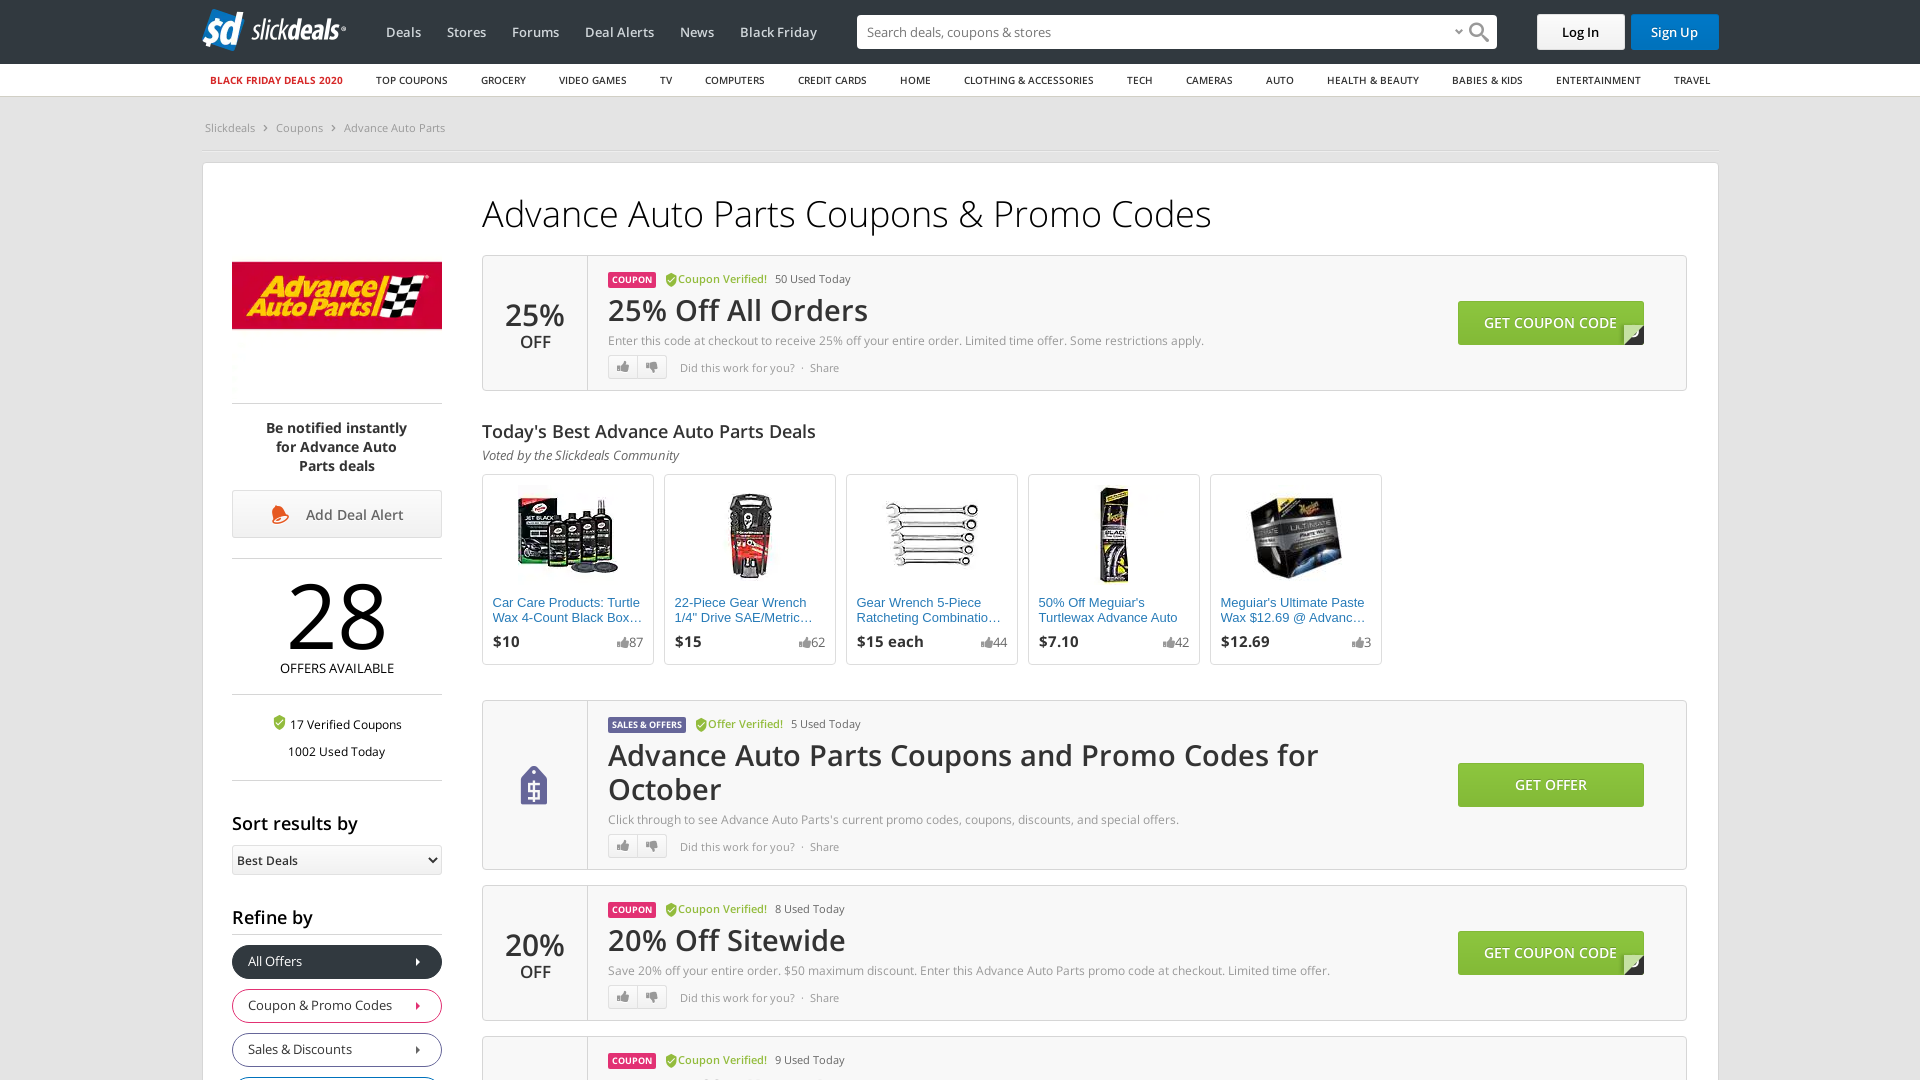 sd slickdeals
Deals
Stores
Forums
Deal Alerts
News
Black Friday
Search deals, coupons & stores
Log In
Sign Up
BLACK FRIDAY DEALS 2020
TOP COUPONS
GROCERY
VIDEO GAMES
TV
COMPUTERS
CREDIT CARDS
HOME
CLOTHING & ACCESSORIES
TECH
CAMERAS
AUTO
HEALTH & BEAUTY
BABIES & KIDS
ENTERTAINMENT
TRAVEL
Slickdeals
Coupons
Advance Auto Parts
Advance Auto Parts Coupons & Promo Codes
Advance
Auto Parts
Be notified instantly
for Advance Auto
Parts deals
Add Deal Alert
28
OFFERS AVAILABLE
17 Verified Coupons
1002 Used Today
Sort results by
Best Deals
Refine by
All Offers
Coupon & Promo Codes
Sales & Discounts
25%
OFF
COUPON Coupon Verified! 50 Used Today
25% Off All Orders
Enter this code at checkout to receive 25% off your entire order. Limited time offer. Some restrictions apply.
Did this work for you? · Share
GET COUPON CODE
Today's Best Advance Auto Parts Deals
Voted by the Slickdeals Community
Car Care Products: Turtle
Wax 4-Count Black Box…
$10 87
22-Piece Gear Wrench
1/4" Drive SAE/Metric…
$15 62
Gear Wrench 5-Piece
Ratcheting Combinatio…
$15 each 44
50% Off Meguiar's
Turtlewax Advance Auto
$7.10 42
Meguiar's Ultimate Paste
Wax $12.69 @ Advanc…
$12.69 3
SALES & OFFERS Offer Verified! 5 Used Today
Advance Auto Parts Coupons and Promo Codes for
October
Click through to see Advance Auto Parts's current promo codes, coupons, discounts, and special offers.
Did this work for you? · Share
GET OFFER
20%
OFF
COUPON Coupon Verified! 8 Used Today
20% Off Sitewide
Save 20% off your entire order. $50 maximum discount. Enter this Advance Auto Parts promo code at checkout. Limited time offer.
Did this work for you? · Share
GET COUPON CODE
COUPON Coupon Verified! 9 Used Today